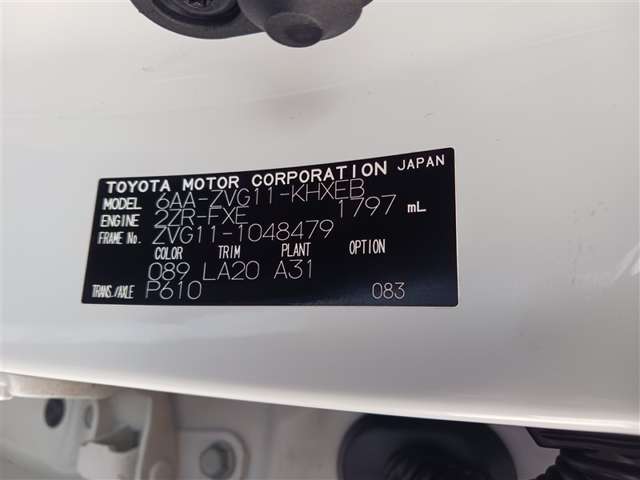 TOYOTA MOTOR CORPORATION JAPAN
MODEL 6AA-ZVG11-KHXEB
ENGINE 2ZR-FXE 1797 mL
FRAME No. ZVG11-1048479
COLOR TRIM PLANT OPTION
089 LA20 A31
TRANS./AXLE P610 083